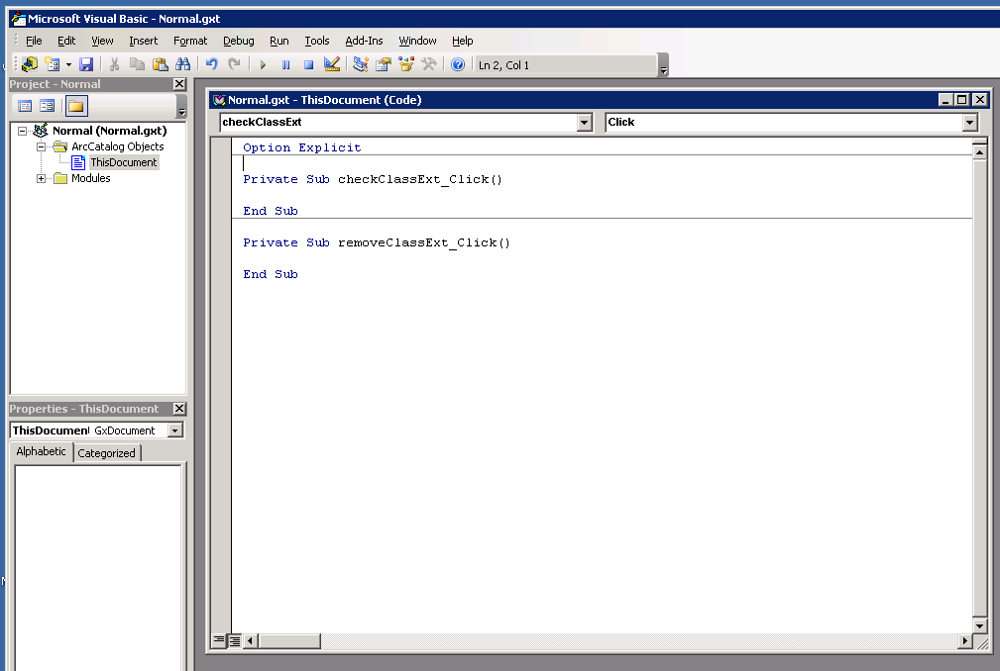 Microsoft Visual Basic - Normal.gxt
File Edit View Insert Format Debug Run Tools Add-Ins Window Help
Ln 2, Col 1
Project - Normal
Normal (Normal.gxt)
ArcCatalog Objects
ThisDocument
Modules
Properties - ThisDocument
ThisDocument GxDocument
Alphabetic Categorized
Normal.gxt - ThisDocument (Code)
checkClassExt Click
Option Explicit
Private Sub checkClassExt_Click()
End Sub
Private Sub removeClassExt_Click()
End Sub